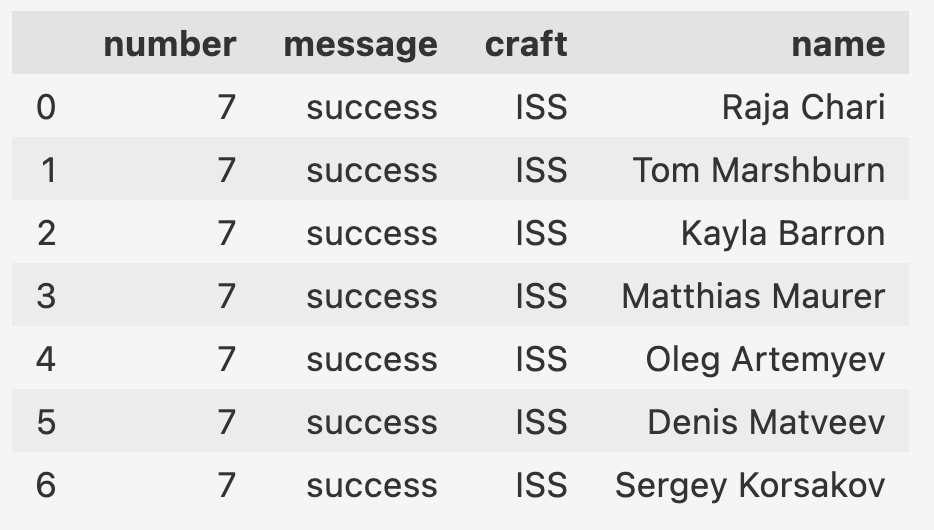 number message craft name
0 7 success ISS Raja Chari
1 7 success ISS Tom Marshburn
2 7 success ISS Kayla Barron
3 7 success ISS Matthias Maurer
4 7 success ISS Oleg Artemyev
5 7 success ISS Denis Matveev
6 7 success ISS Sergey Korsakov